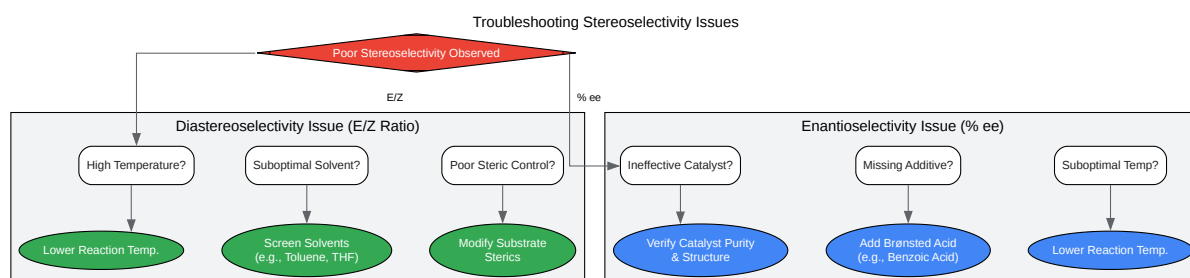 Troubleshooting Stereoselectivity Issues
Poor Stereoselectivity Observed
E/Z
% ee
Diastereoselectivity Issue (E/Z Ratio)
High Temperature?
Suboptimal Solvent?
Poor Steric Control?
Lower Reaction Temp.
Screen Solvents
(e.g., Toluene, THF)
Modify Substrate
Sterics
Enantioselectivity Issue (% ee)
Ineffective Catalyst?
Missing Additive?
Suboptimal Temp?
Verify Catalyst Purity
& Structure
Add Brønsted Acid
(e.g., Benzoic Acid)
Lower Reaction Temp.